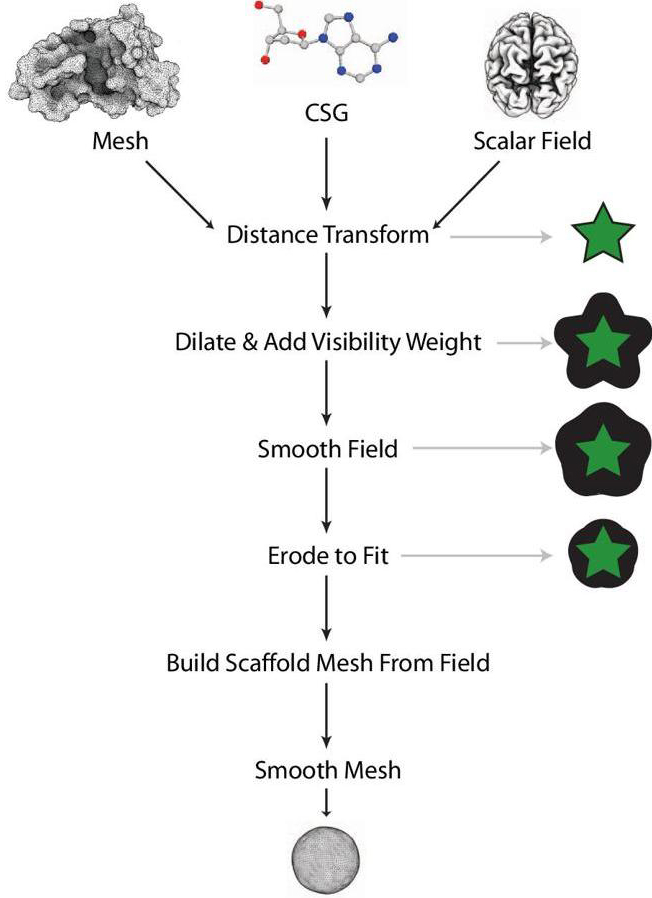 CSG
Mesh
Scalar Field
Distance Transform
Dilate & Add Visibility Weight
Smooth Field
Erode to Fit
Build Scaffold Mesh From Field
Smooth Mesh